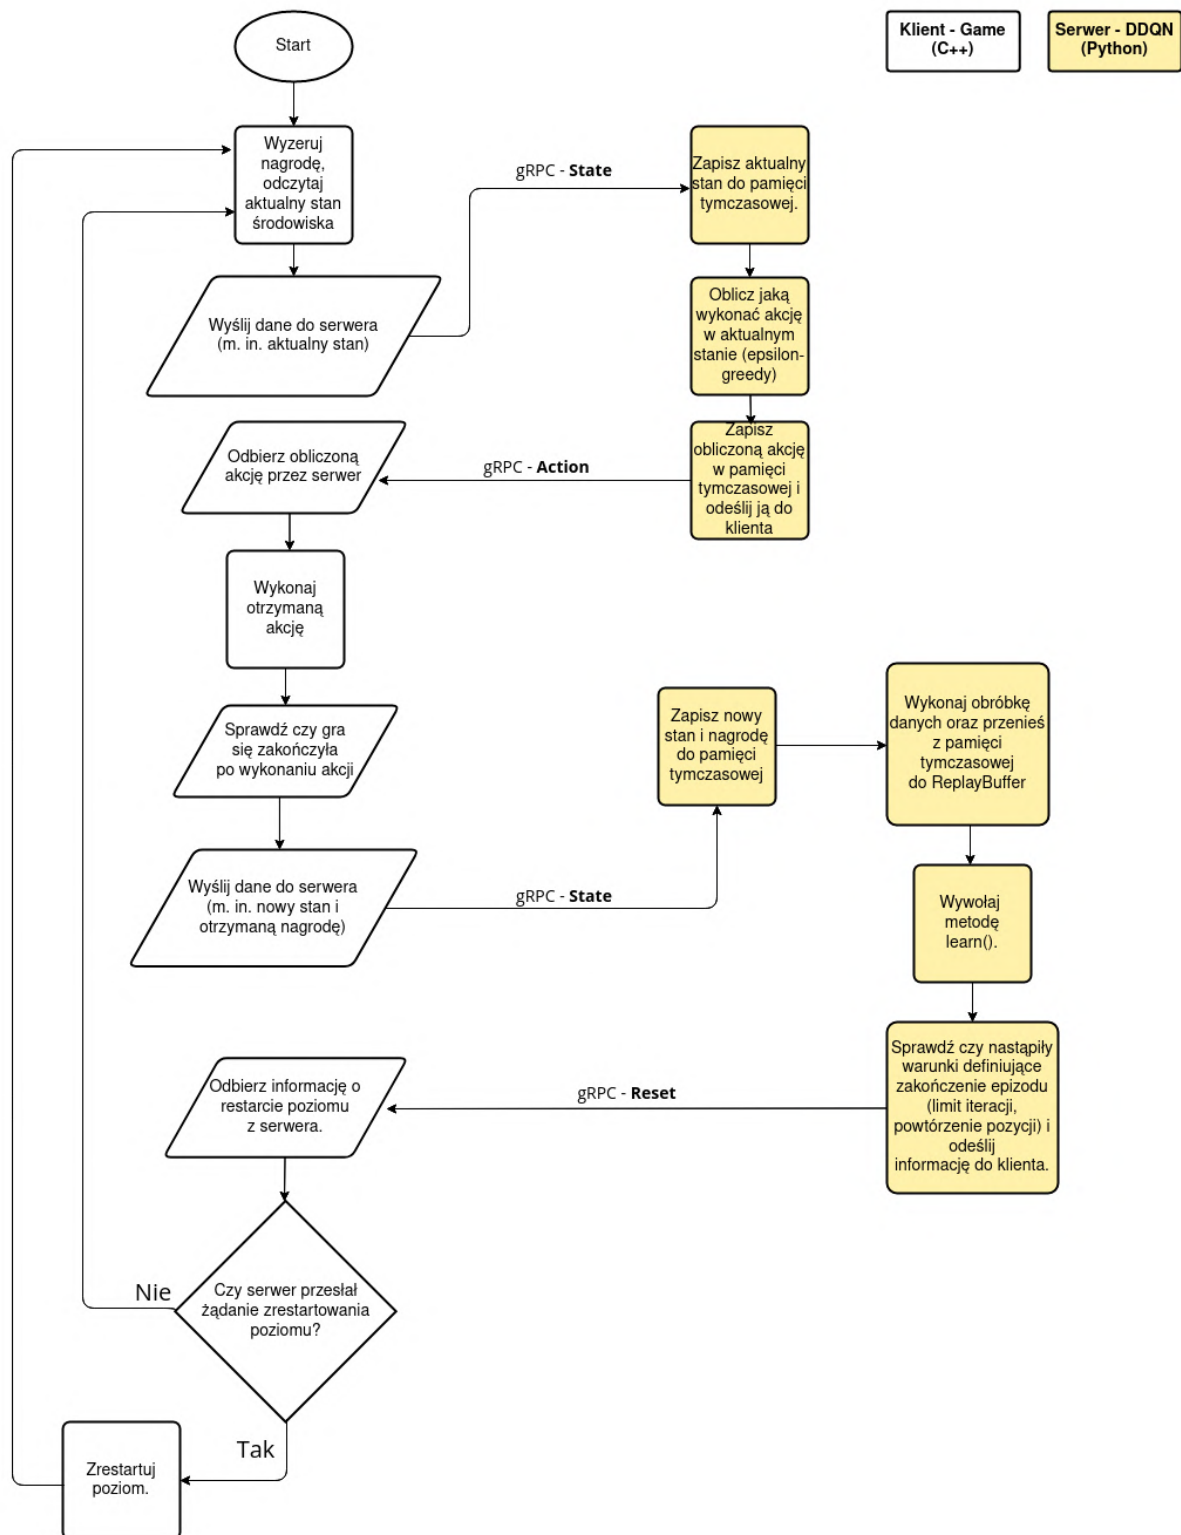 Start
Klient - Game
(C++)
Serwer - DDQN
(Python)
Wyzeruj
nagrodę,
odczytaj
aktualny stan
środowiska
gRPC - State
Zapisz aktualny
stan do pamięci
tymczasowej.
Wyślij dane do serwera
(m. in. aktualny stan)
Oblicz jaką
wykonać akcję
w aktualnym
stanie (epsilon-
greedy)
Zapisz
obliczoną akcję
w pamięci
tymczasowej i
odeślij ją do
klienta
gRPC - Action
Odbierz obliczoną
akcję przez serwer
Wykonaj
otrzymaną
akcję
Sprawdź czy gra
się zakończyła
po wykonaniu akcji
Wyślij dane do serwera
(m. in. nowy stan i
otrzymaną nagrodę)
gRPC - State
Zapisz nowy
stan i nagrodę
do pamięci
tymczasowej
Wykonaj obróbkę
danych oraz przenieś
z pamięci
tymczasowej
do ReplayBuffer
Wywołaj
metodę
learn().
Sprawdź czy nastąpiły
warunki definiujące
zakończenie epizodu
(limit iteracji,
powtórzenie pozycji) i
odeślij
informację do klienta.
gRPC - Reset
Odbierz informację o
restarcie poziomu
z serwera.
Czy serwer przesłał
żądanie zrestartowania
poziomu?
Nie
Tak
Zrestartuj
poziom.